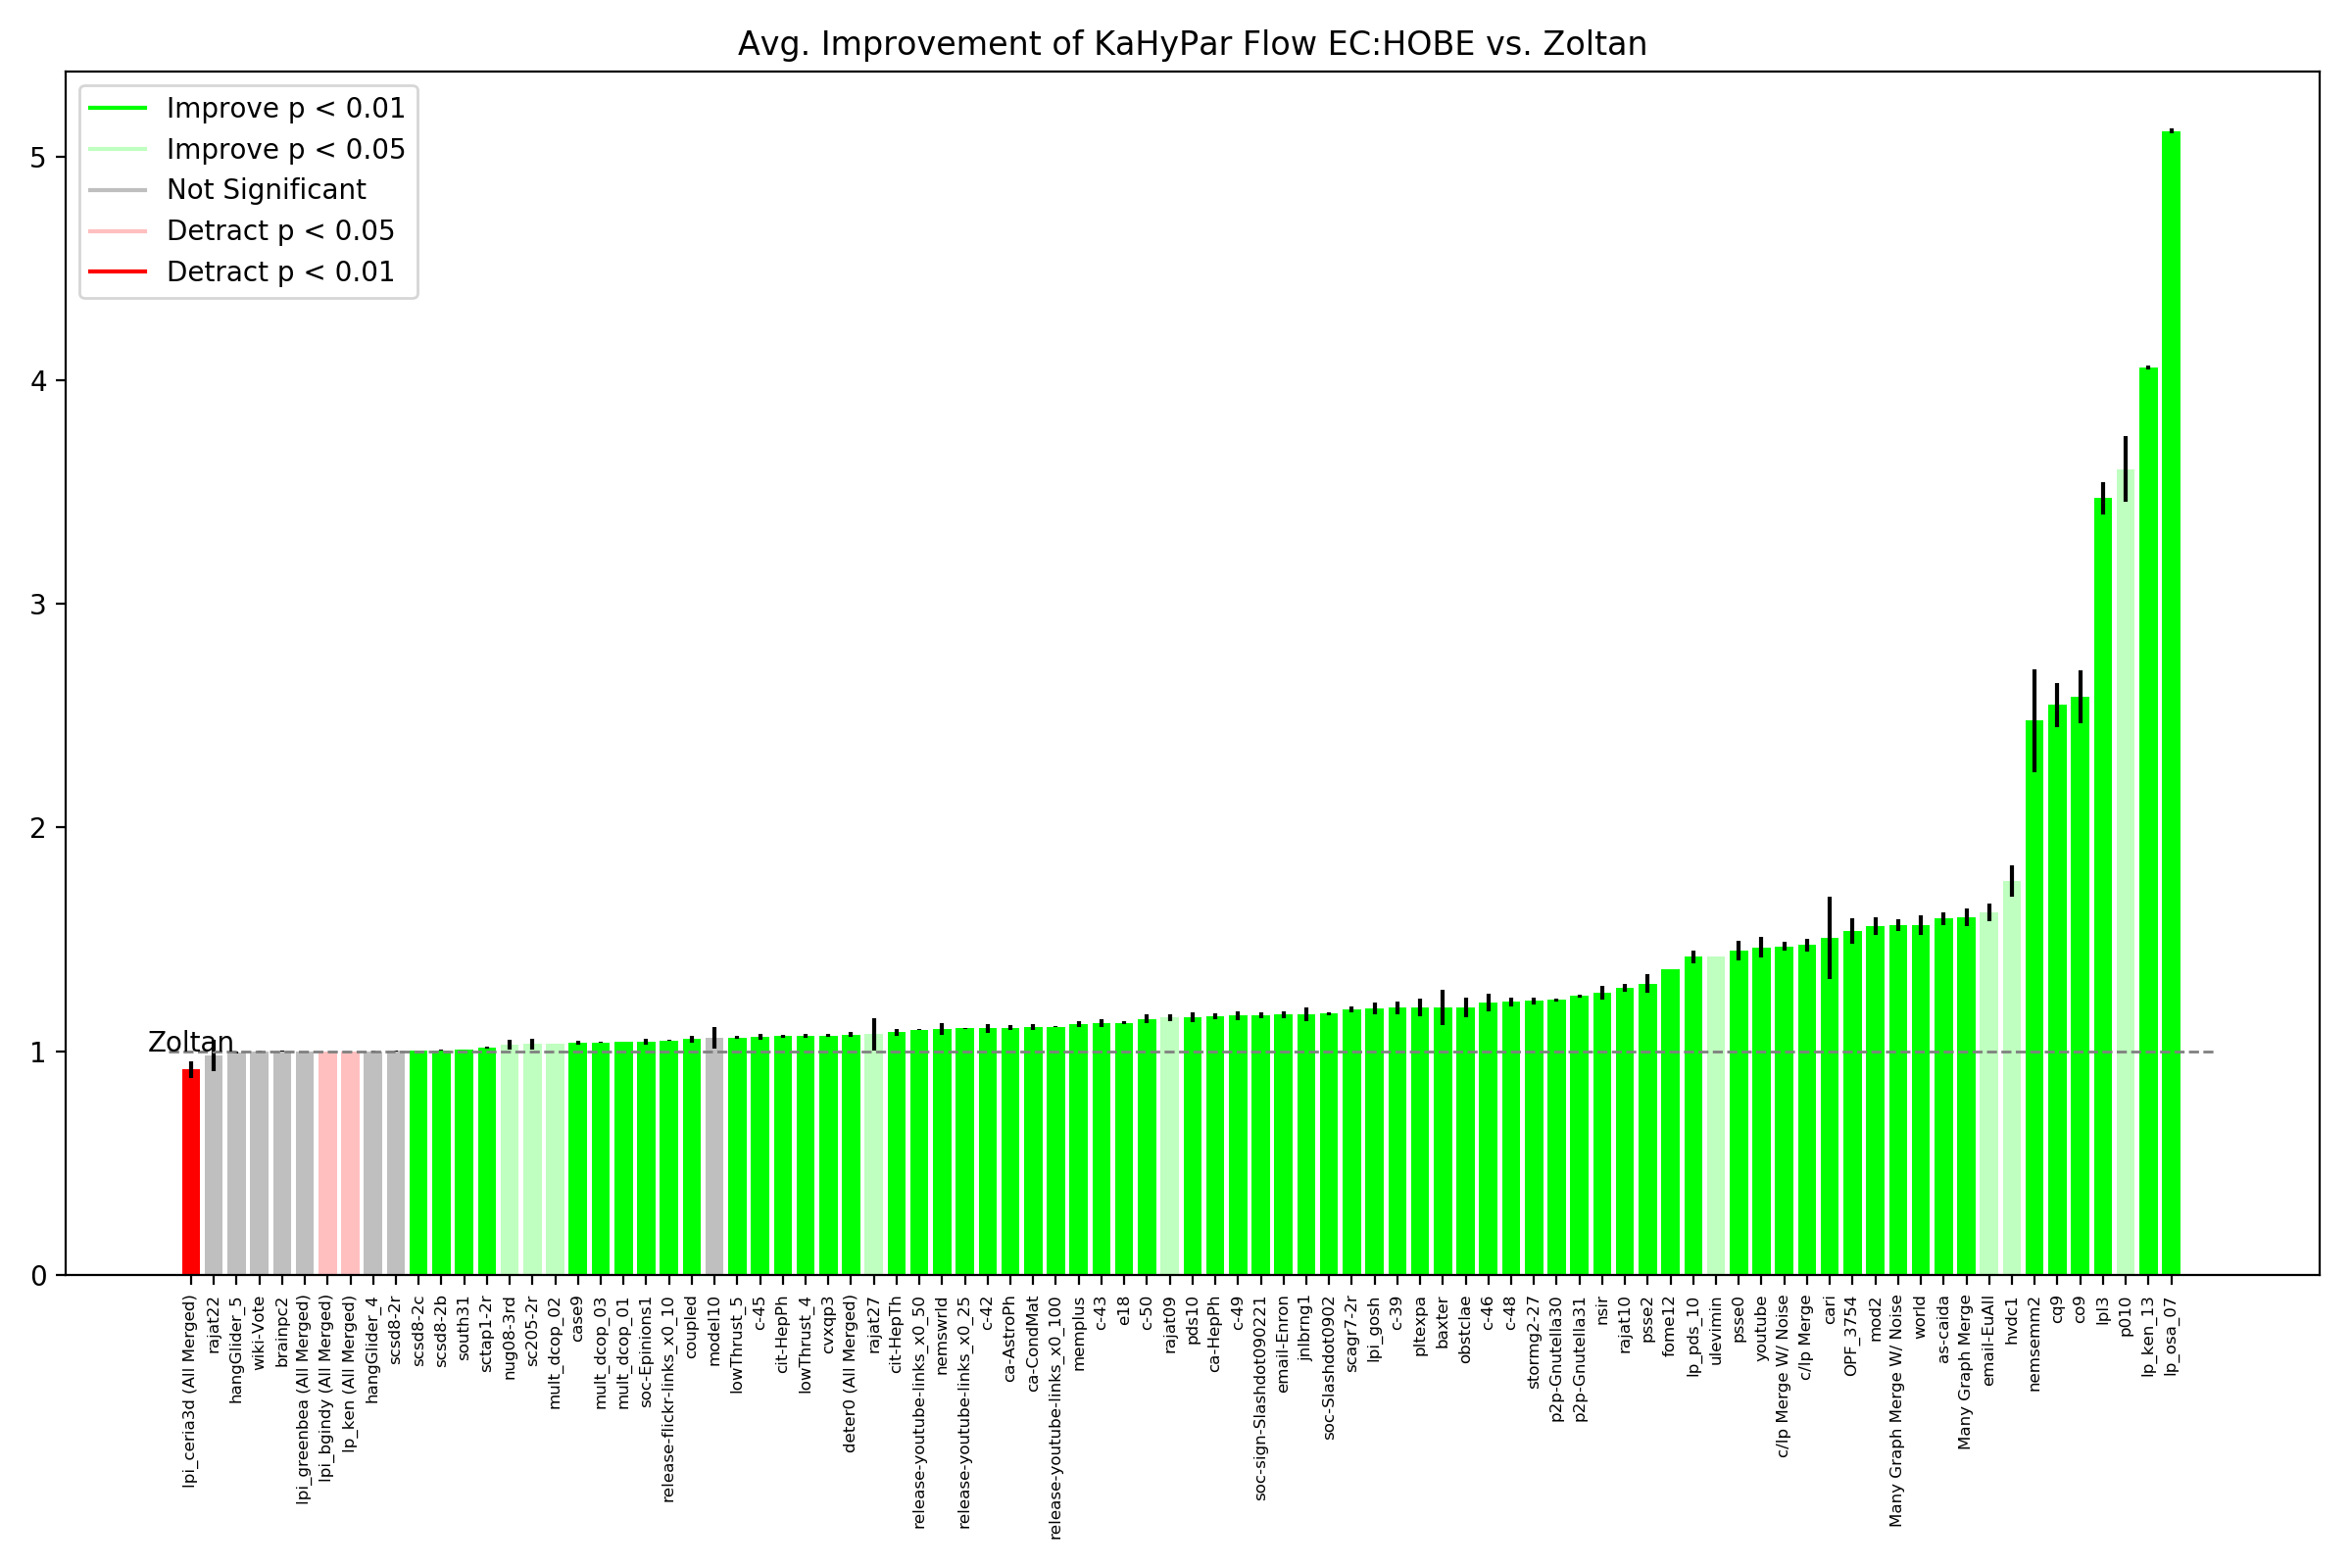 Avg. Improvement of KaHyPar Flow EC:HOBE vs. Zoltan
Improve p < 0.01
Improve p < 0.05
Not Significant
Detract p < 0.05
Detract p < 0.01
5
4
3
2
1
0
Zoltan
lpi_ceria3d (All Merged)
rajat22
hangGlider_5
wiki-Vote
brainpc2
lpi_greenbea (All Merged)
lpi_bgindy (All Merged)
lp_ken (All Merged)
hangGlider_4
scsd8-2r
scsd8-2c
scsd8-2b
south31
sctap1-2r
nug08-3rd
sc205-2r
mult_dcop_02
case9
mult_dcop_03
mult_dcop_01
soc-Epinions1
release-flickr-links_x0_10
coupled
model10
lowThrust_5
c-45
cit-HepPh
lowThrust_4
cvxqp3
deter0 (All Merged)
rajat27
cit-HepTh
release-youtube-links_x0_50
nemswrld
release-youtube-links_x0_25
c-42
ca-AstroPh
ca-CondMat
release-youtube-links_x0_100
memplus
c-43
e18
c-50
rajat09
pds10
ca-HepPh
c-49
soc-sign-Slashdot090221
email-Enron
jnlbrng1
soc-Slashdot0902
scagr7-2r
lpi_gosh
c-39
pltexpa
baxter
obstclae
c-46
c-48
stormg2-27
p2p-Gnutella30
p2p-Gnutella31
nsir
rajat10
psse2
fome12
lp_pds_10
ulevimin
psse0
youtube
c/lp Merge W/ Noise
c/lp Merge
cari
OPF_3754
mod2
Many Graph Merge W/ Noise
world
as-caida
Many Graph Merge
email-EuAll
hvdc1
nemsemm2
cq9
co9
lpl3
p010
lp_ken_13
lp_osa_07